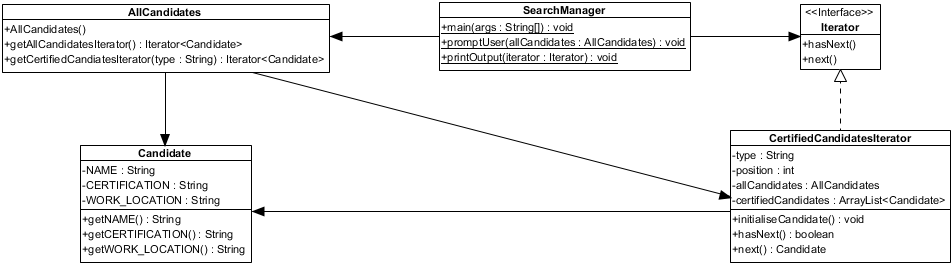 AllCandidates
+AllCandidates()
+getAllCandidatesIterator() : Iterator<Candidate>
+getCertifiedCandiatesIterator(type : String) : Iterator<Candidate>
SearchManager
+main(args : String[]) : void
+promptUser(allCandidates : AllCandidates) : void
+printOutput(iterator : Iterator) : void
<<Interface>>
Iterator
+hasNext()
+next()
Candidate
-NAME : String
-CERTIFICATION : String
-WORK_LOCATION : String
+getNAME() : String
+getCERTIFICATION() : String
+getWORK_LOCATION() : String
CertifiedCandidatesIterator
-type : String
-position : int
-allCandidates : AllCandidates
-certifiedCandidates : ArrayList<Candidate>
+initialiseCandidate() : void
+hasNext() : boolean
+next() : Candidate